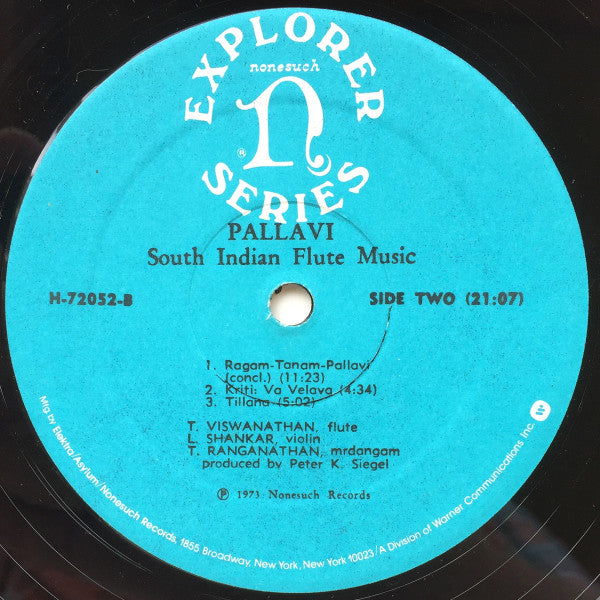 EXPLORER
nonesuch
n
®
SERIES
PALLAVI
South Indian Flute Music
H-72052-B
SIDE TWO (21:07)
1. Ragam-Tanam-Pallavi
(concl.) (11:23)
2. Kriti: Va Velava (4:34)
3. Tillana (5:02)
T. VISWANATHAN, flute
L. SHANKAR, violin
T. RANGANATHAN, mrdangam
produced by Peter K. Siegel
℗ 1973 Nonesuch Records
Mfg by Elektra/Asylum/Nonesuch Records, 1855 Broadway, New York, New York 10023/A Division of Warner Communications Inc